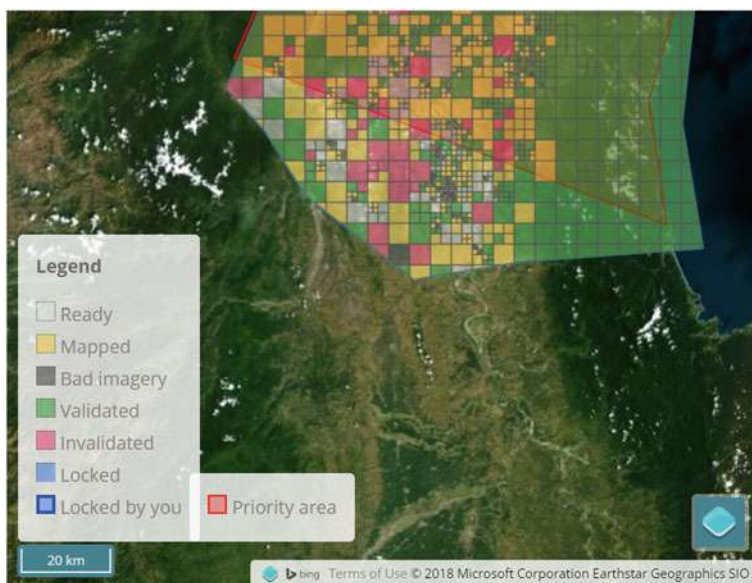 Legend
Ready
Mapped
Bad imagery
Validated
Invalidated
Locked
Locked by you
Priority area
20 km
bing Terms of Use © 2018 Microsoft Corporation Earthstar Geographics SIO